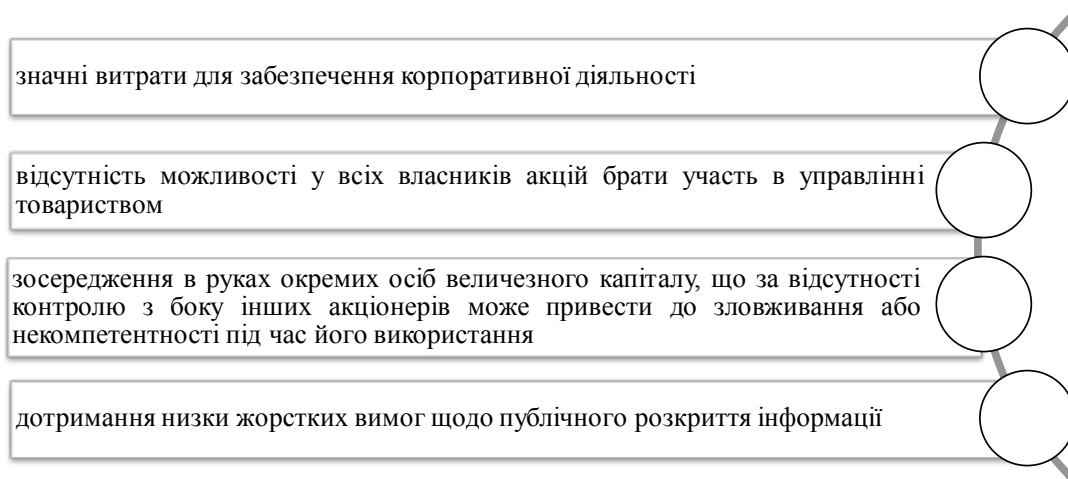 значні витрати для забезпечення корпоративної діяльності
відсутність можливості у всіх власників акцій брати участь в управлінні
товариством
зосередження в руках окремих осіб величезного капіталу, що за відсутності
контролю з боку інших акціонерів може привести до зловживання або
некомпетентності під час його використання
дотримання низки жорстких вимог щодо публічного розкриття інформації